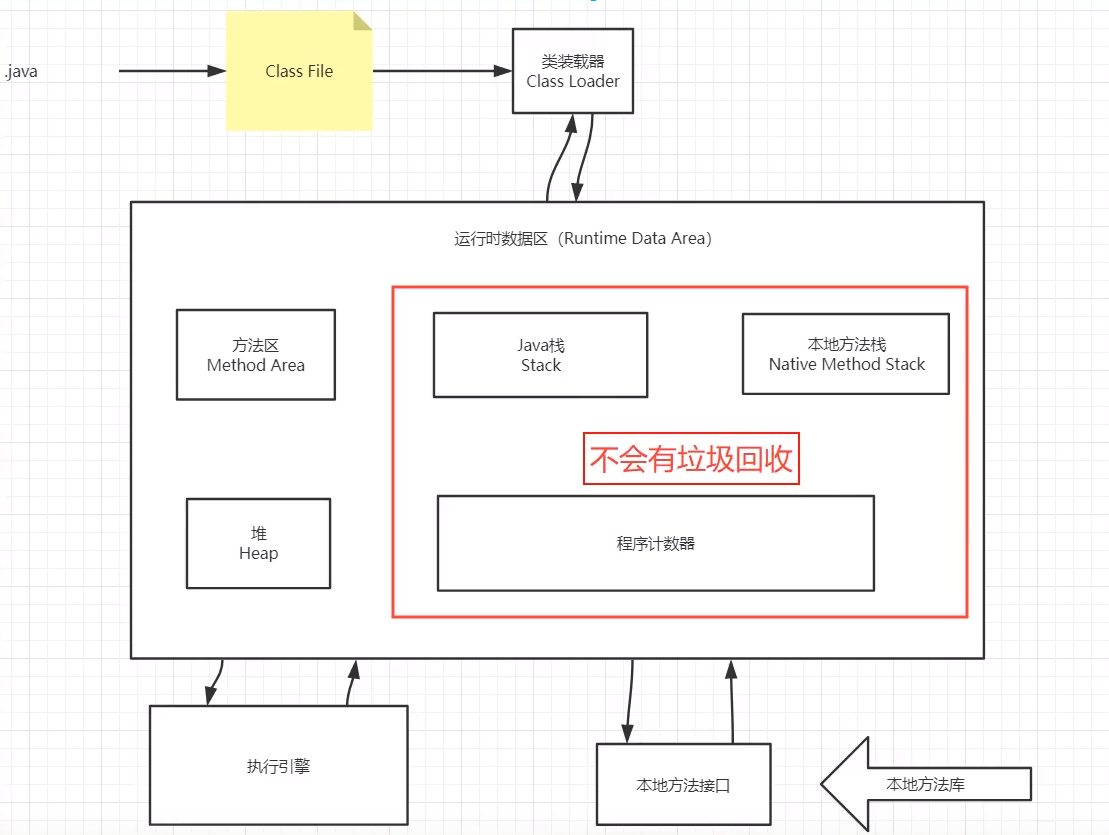 .java
Class File
类装载器
Class Loader
运行时数据区（Runtime Data Area）
方法区
Method Area
Java栈
Stack
本地方法栈
Native Method Stack
不会有垃圾回收
堆
Heap
程序计数器
执行引擎
本地方法接口
本地方法库